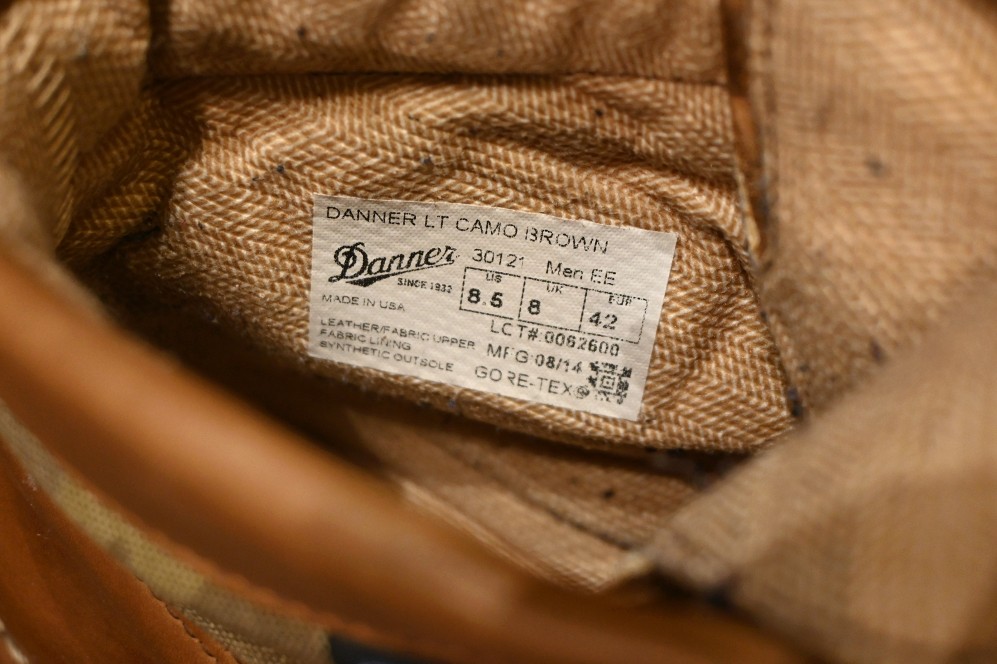 DANNER LT CAMO BROWN
Danner
SINCE 1932
30121 Men EE
US UK EUR
8.5 8 42
MADE IN USA
LCT#:0062600
LEATHER/FABRIC UPPER
FABRIC LINING
SYNTHETIC OUTSOLE
MFG:08/14
GORE-TEX®